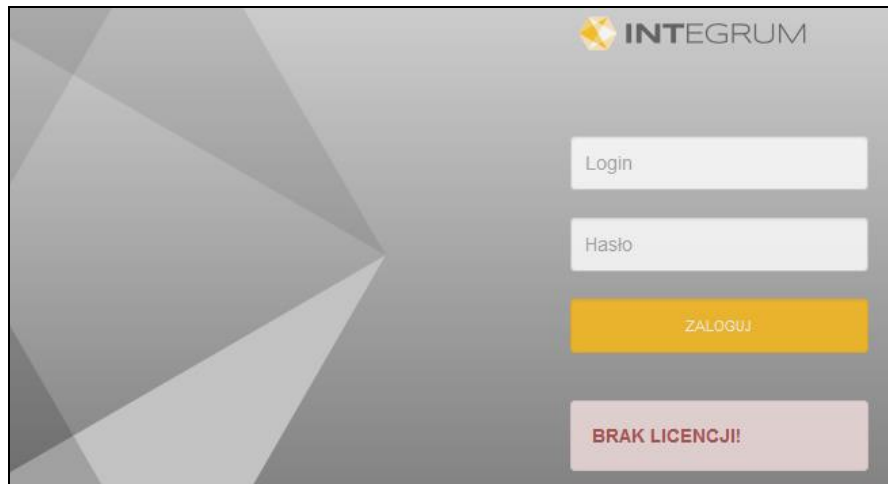 INTEGRUM
Login
Hasło
ZALOGUJ
BRAK LICENCJI!